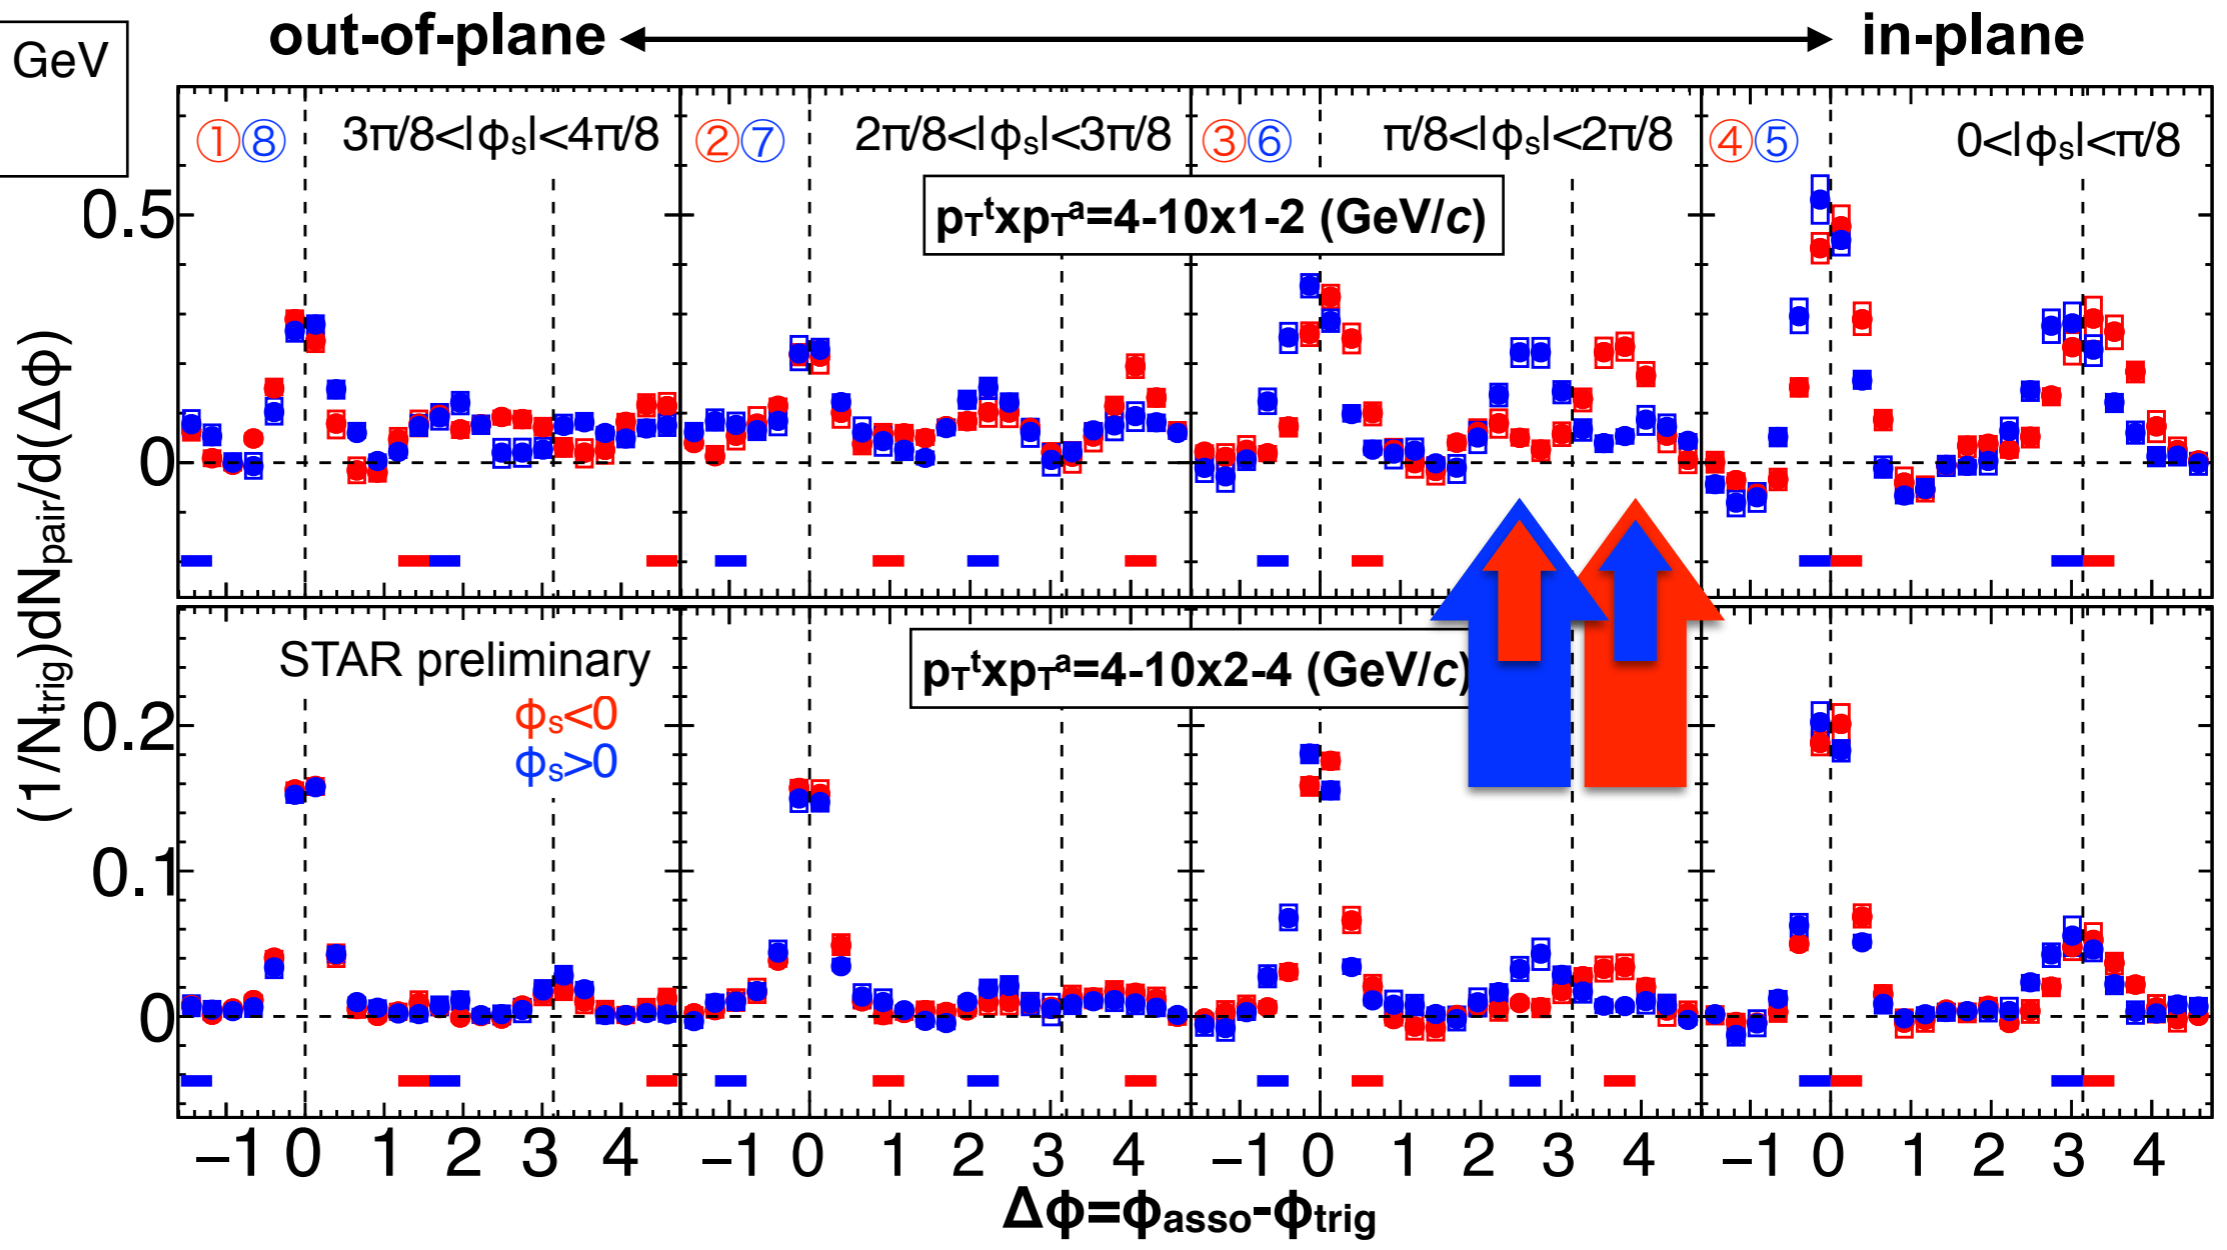 out-of-plane in-plane
GeV
①⑧ 3π/8<|ϕs|<4π/8 ②⑦ 2π/8<|ϕs|<3π/8 ③⑥ π/8<|ϕs|<2π/8 ④⑤ 0<|ϕs|<π/8
pTtxpTa=4-10x1-2 (GeV/c)
0.5
0
(1/Ntrig)dNpair/d(Δϕ)
STAR preliminary
ϕs<0
ϕs>0
pTtxpTa=4-10x2-4 (GeV/c)
0.2
0.1
0
−1 0 1 2 3 4 −1 0 1 2 3 4 −1 0 1 2 3 4 −1 0 1 2 3 4
Δϕ=ϕasso-ϕtrig